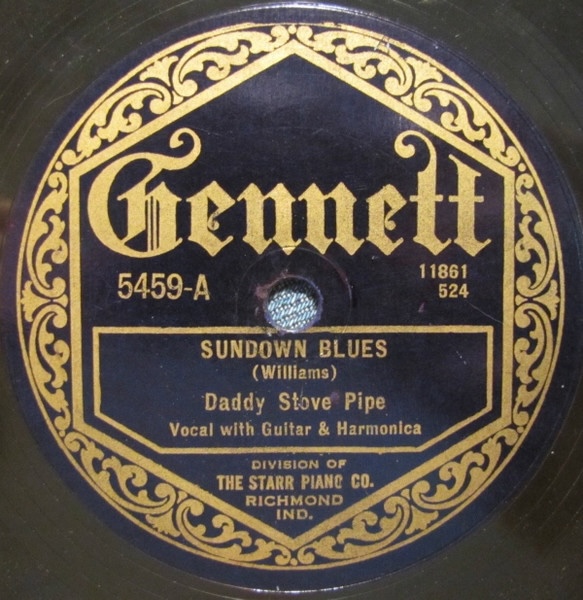 Gennett
5459-A
11861
524
SUNDOWN BLUES
(Williams)
Daddy Stove Pipe
Vocal with Guitar & Harmonica
DIVISION OF
THE STARR PIANO CO.
RICHMOND
IND.